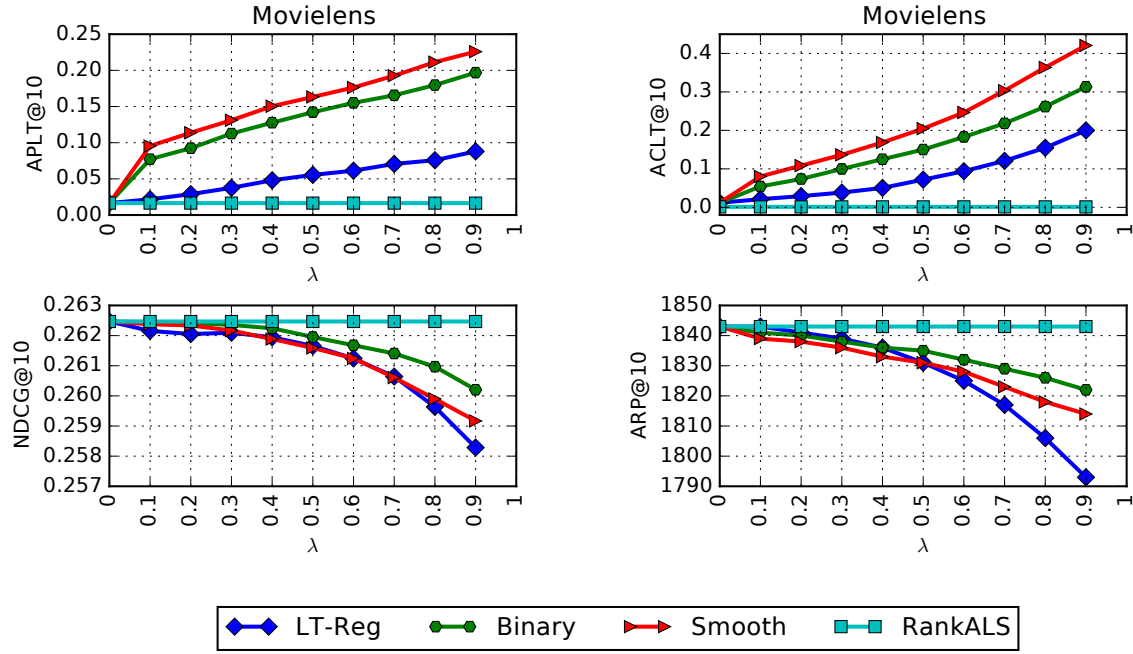 Movielens
APLT@10
0.25
0.20
0.15
0.10
0.05
0.00
0 0.1 0.2 0.3 0.4 0.5 0.6 0.7 0.8 0.9 1
λ
Movielens
ACLT@10
0.4
0.3
0.2
0.1
0.0
0 0.1 0.2 0.3 0.4 0.5 0.6 0.7 0.8 0.9 1
λ
NDCG@10
0.263
0.262
0.261
0.260
0.259
0.258
0.257
0 0.1 0.2 0.3 0.4 0.5 0.6 0.7 0.8 0.9 1
λ
ARP@10
1850
1840
1830
1820
1810
1800
1790
0 0.1 0.2 0.3 0.4 0.5 0.6 0.7 0.8 0.9 1
λ
LT-Reg Binary Smooth RankALS